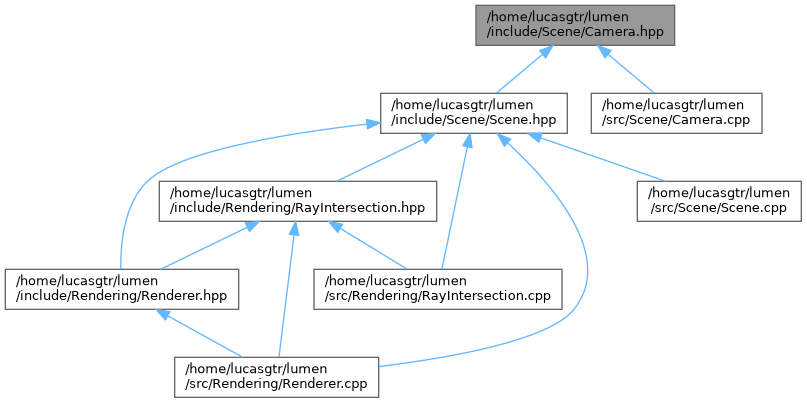 /home/lucasgtr/lumen
/include/Scene/Camera.hpp
/home/lucasgtr/lumen
/include/Scene/Scene.hpp
/home/lucasgtr/lumen
/src/Scene/Camera.cpp
/home/lucasgtr/lumen
/include/Rendering/RayIntersection.hpp
/home/lucasgtr/lumen
/src/Scene/Scene.cpp
/home/lucasgtr/lumen
/include/Rendering/Renderer.hpp
/home/lucasgtr/lumen
/src/Rendering/RayIntersection.cpp
/home/lucasgtr/lumen
/src/Rendering/Renderer.cpp